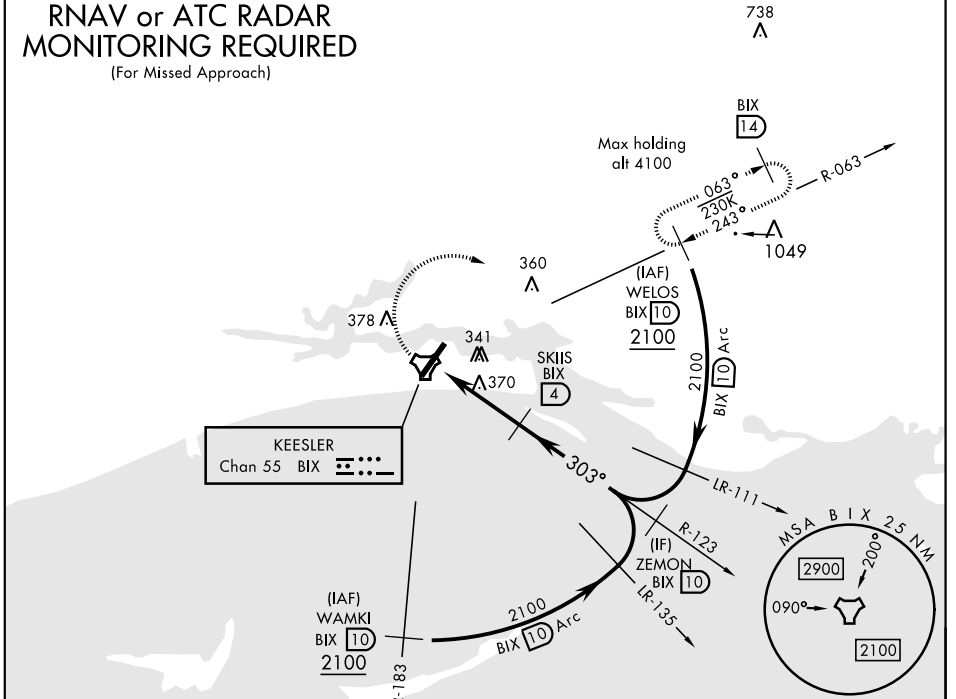 RNAV or ATC RADAR
MONITORING REQUIRED
(For Missed Approach)
738
BIX
14
Max holding
alt 4100
R-063
063°
230K
243°
1049
(IAF)
WELOS
BIX 10
2100
360
378
341
370
SKIIS
BIX
4
2100
BIX 10 Arc
KEESLER
Chan 55 BIX
303°
LR-111
R-123
(IF)
ZEMON
BIX 10
LR-135
(IAF)
WAMKI
BIX 10
2100
2100
BIX 10 Arc
MSA BIX 25 NM
200°
2900
090°
2100